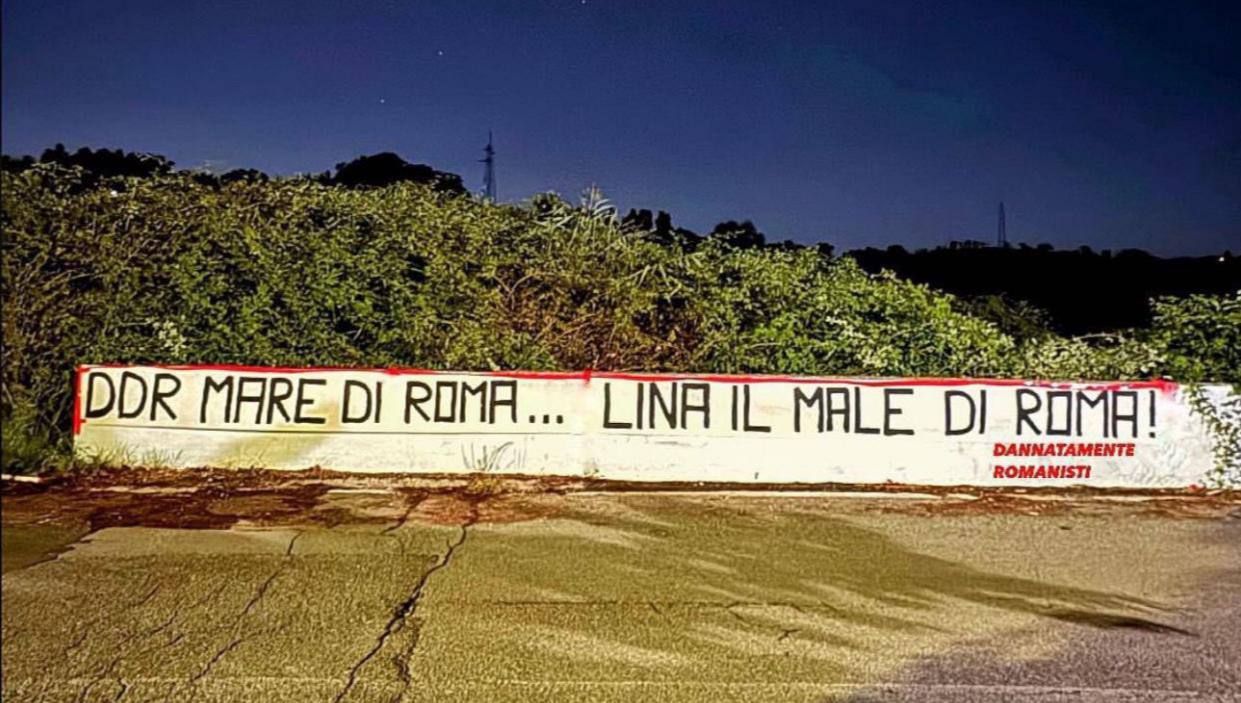 DDR MARE DI ROMA... LINA IL MALE DI ROMA!
DANNATAMENTE
ROMANISTI